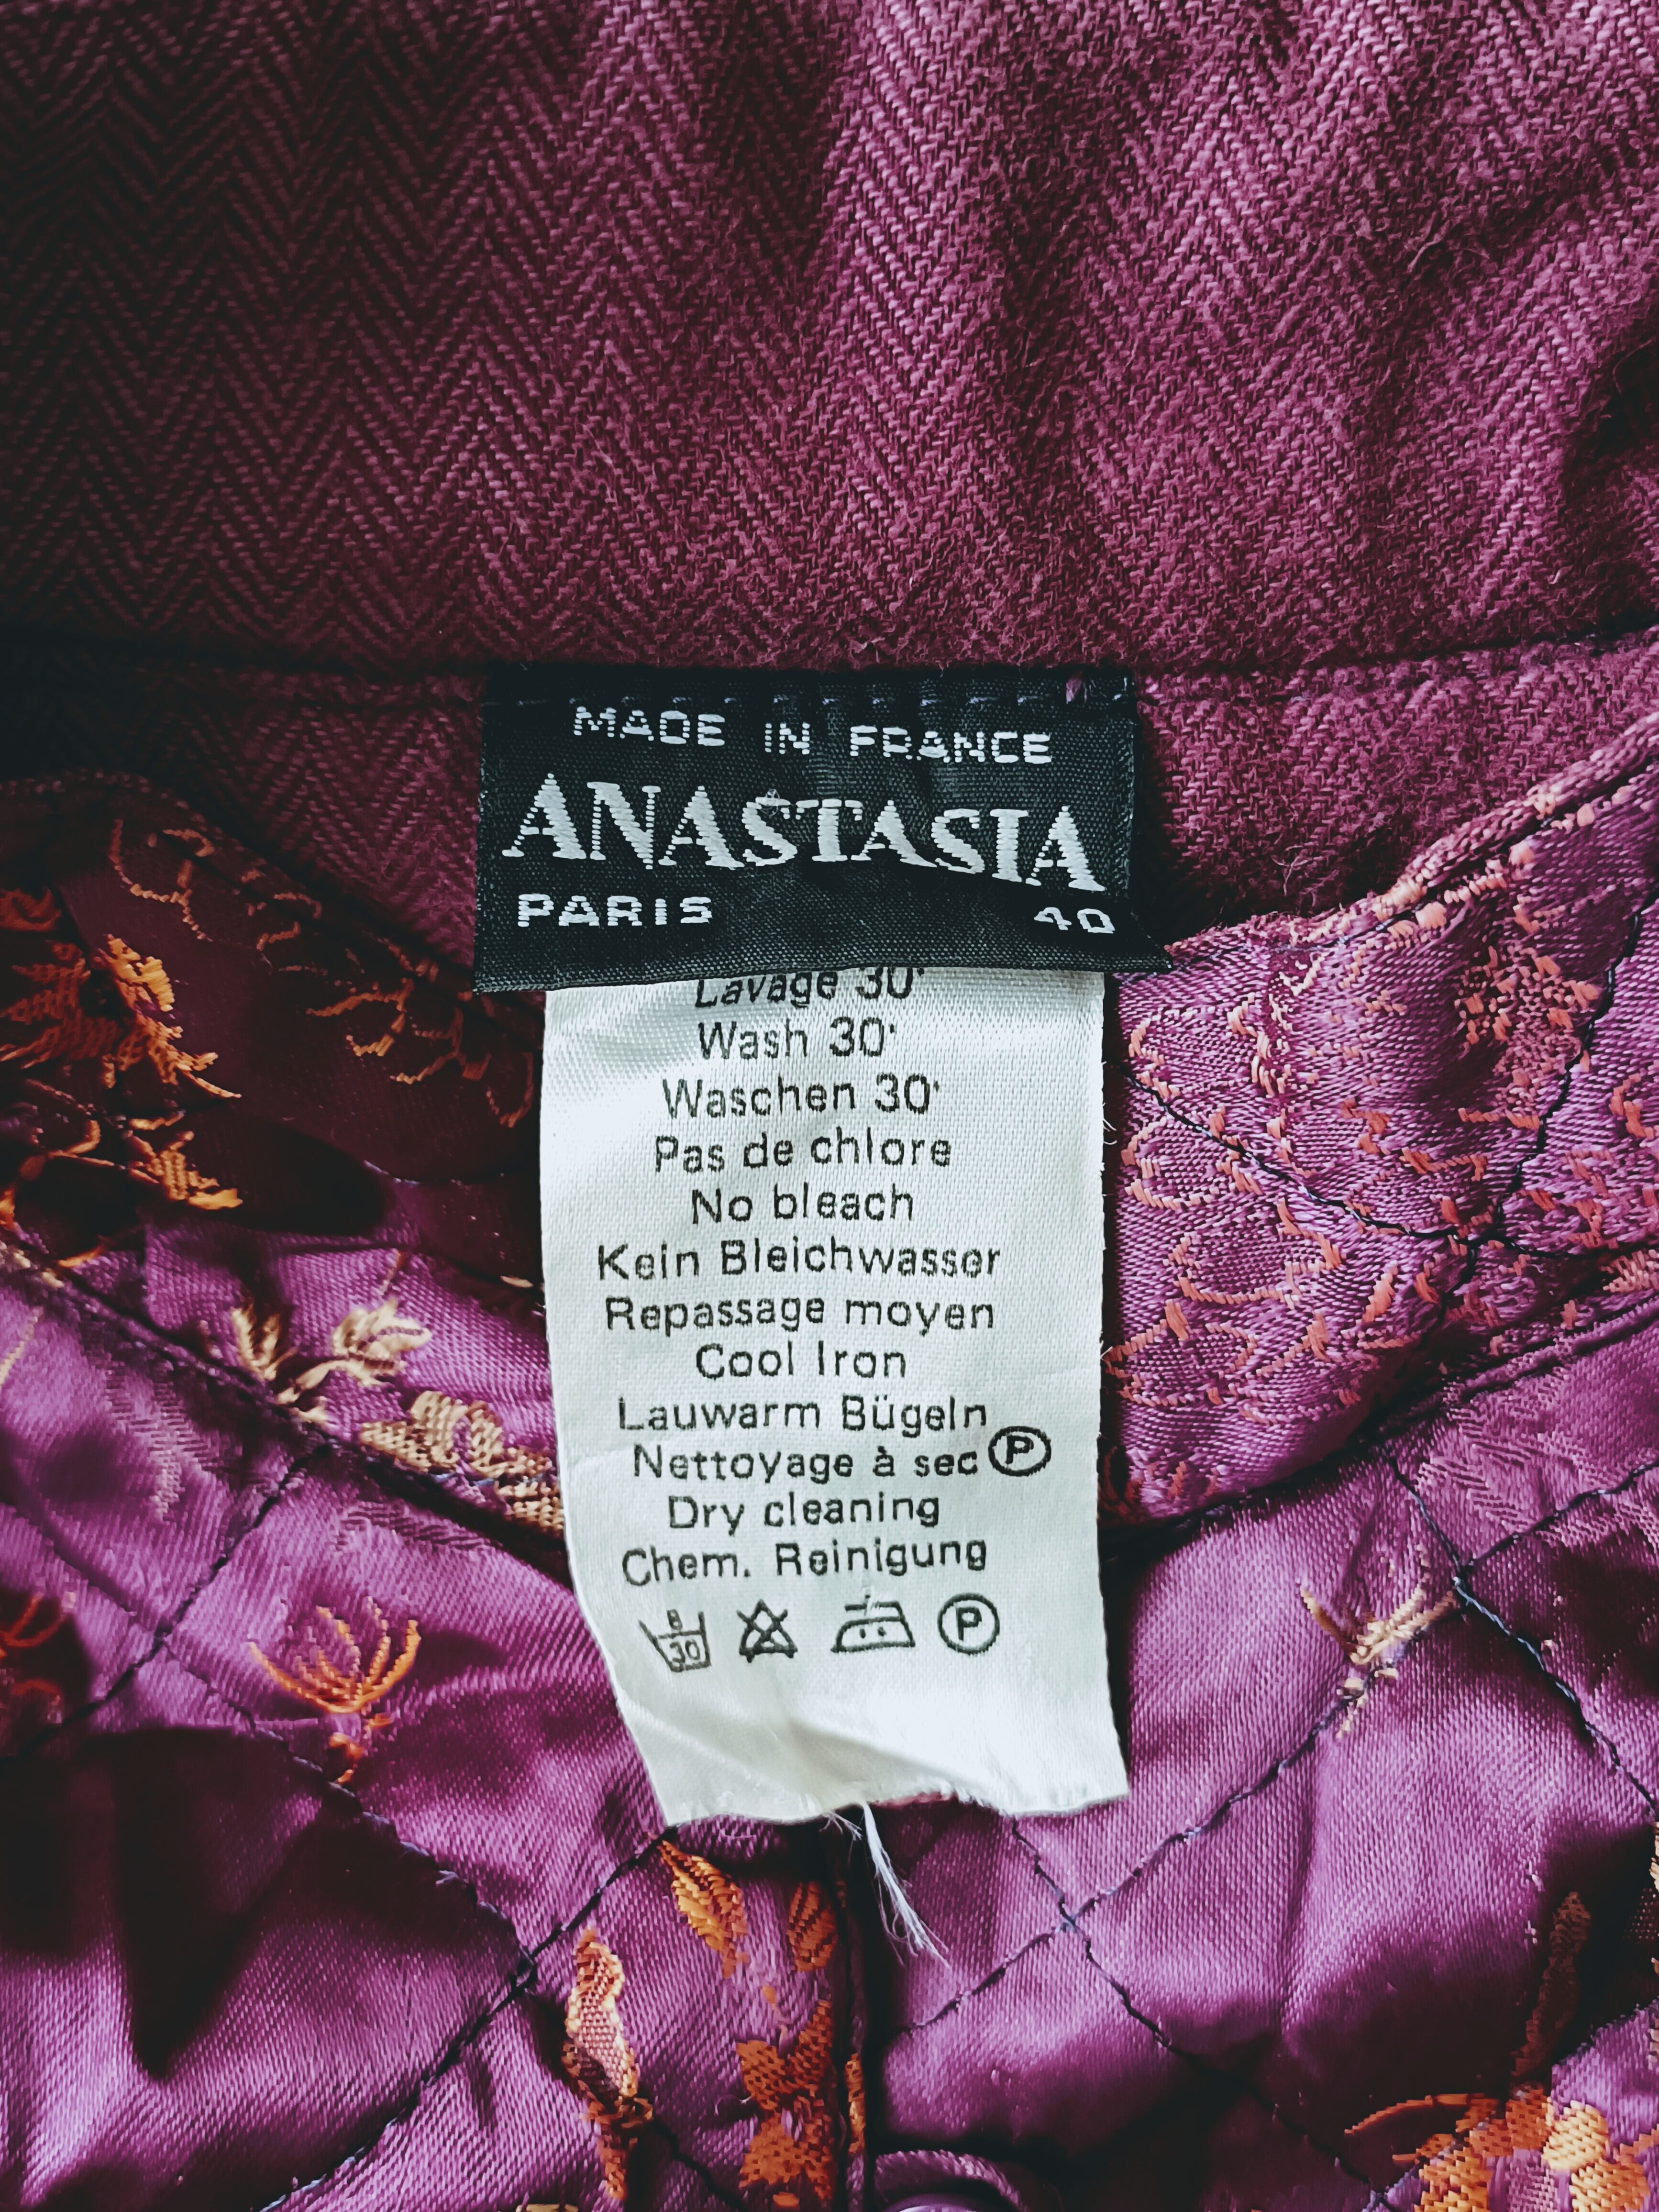 MADE IN FRANCE
ANASTASIA
PARIS 40
Lavage 30°
Wash 30°
Waschen 30°
Pas de chlore
No bleach
Kein Bleichwasser
Repassage moyen
Cool Iron
Lauwarm Bügeln
Nettoyage à sec Ⓟ
Dry cleaning
Chem. Reinigung
8 30 P